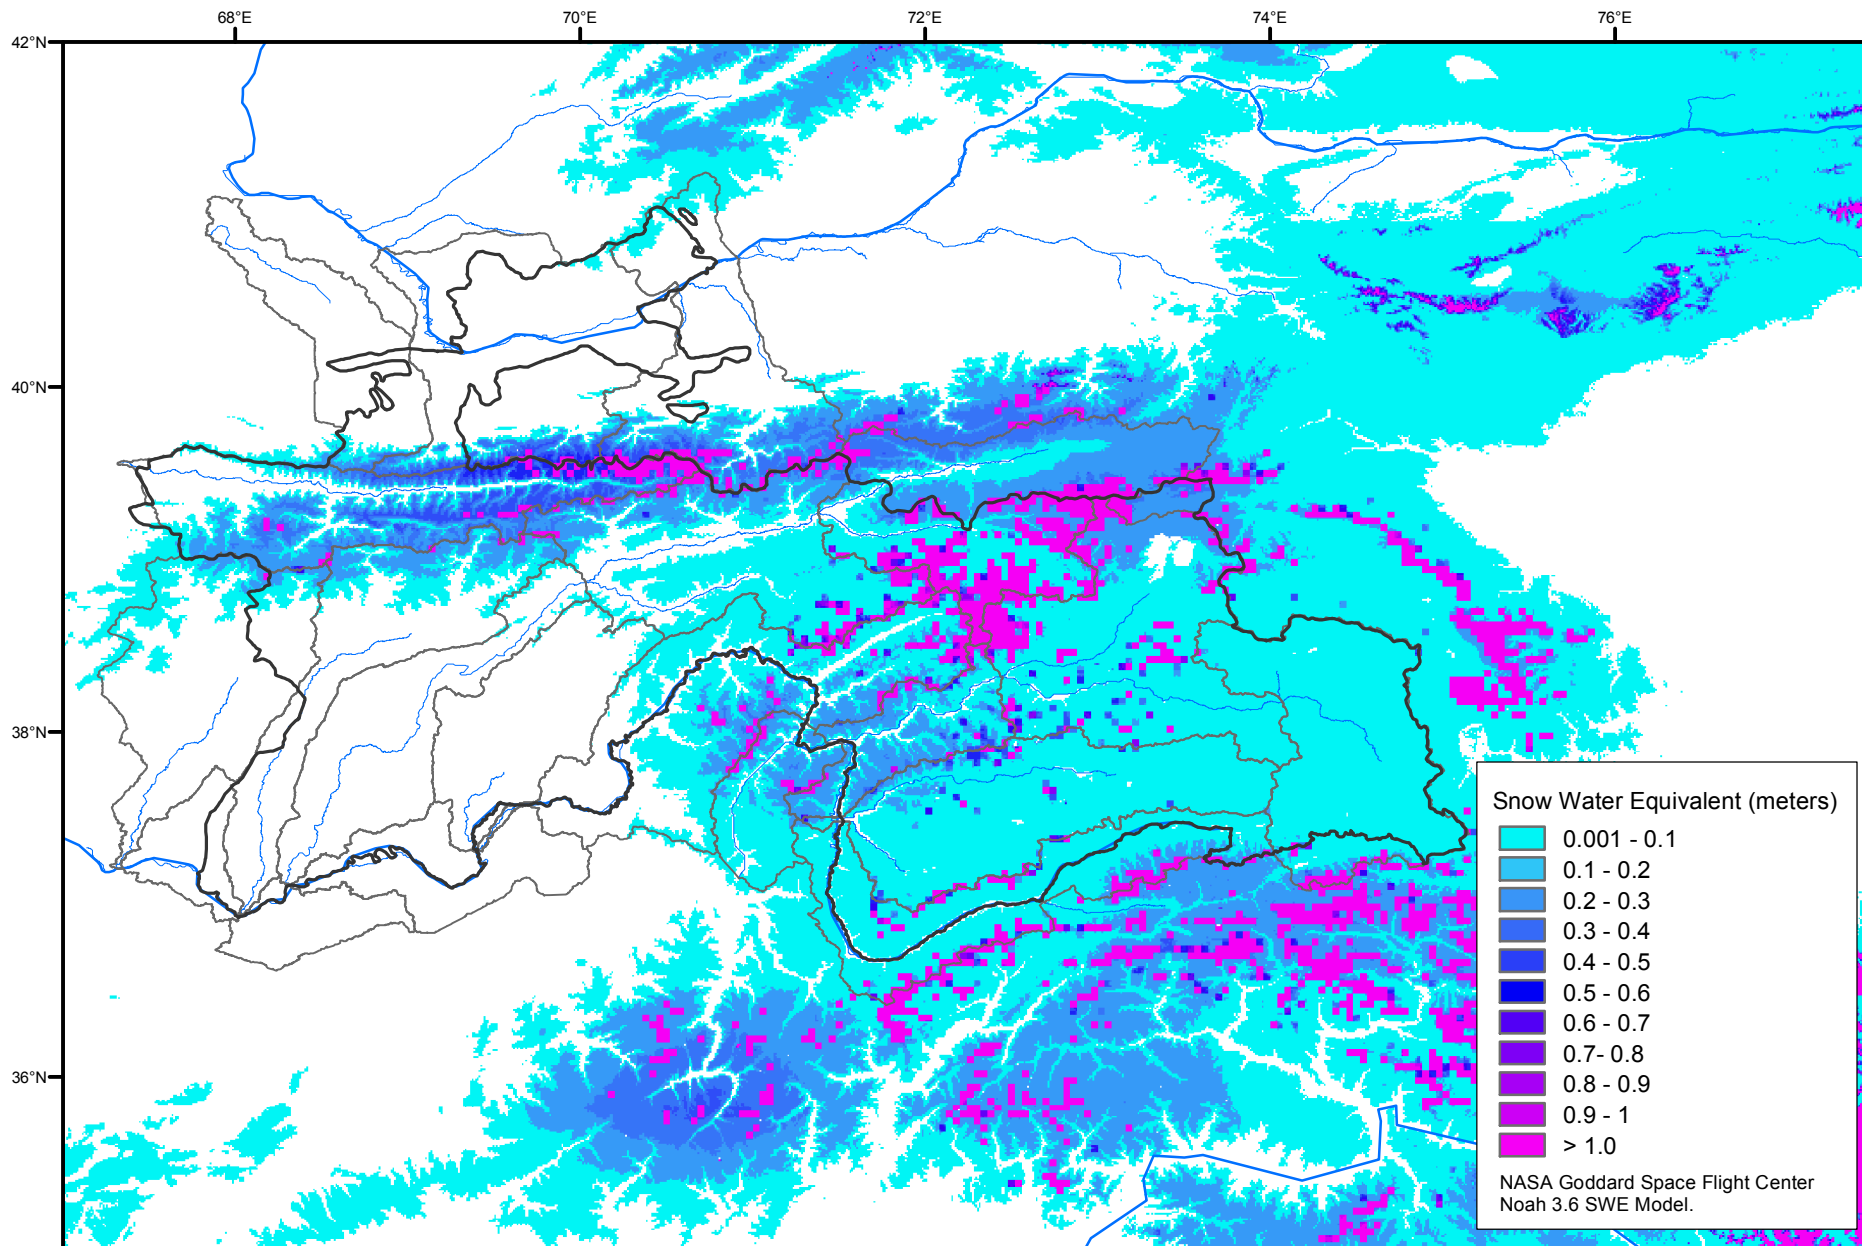 68°E
70°E
72°E
74°E
76°E
42°N
40°N
38°N
36°N
Snow Water Equivalent (meters)
0.001 - 0.1
0.1 - 0.2
0.2 - 0.3
0.3 - 0.4
0.4 - 0.5
0.5 - 0.6
0.6 - 0.7
0.7- 0.8
0.8 - 0.9
0.9 - 1
> 1.0
NASA Goddard Space Flight Center
Noah 3.6 SWE Model.